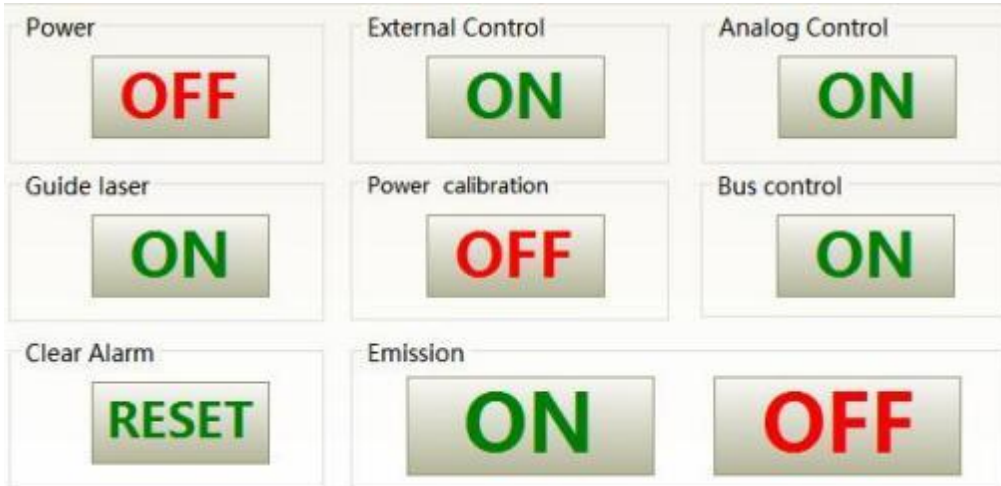 Power
External Control
Analog Control
OFF
ON
ON
Guide laser
Power calibration
Bus control
ON
OFF
ON
Clear Alarm
Emission
RESET
ON
OFF